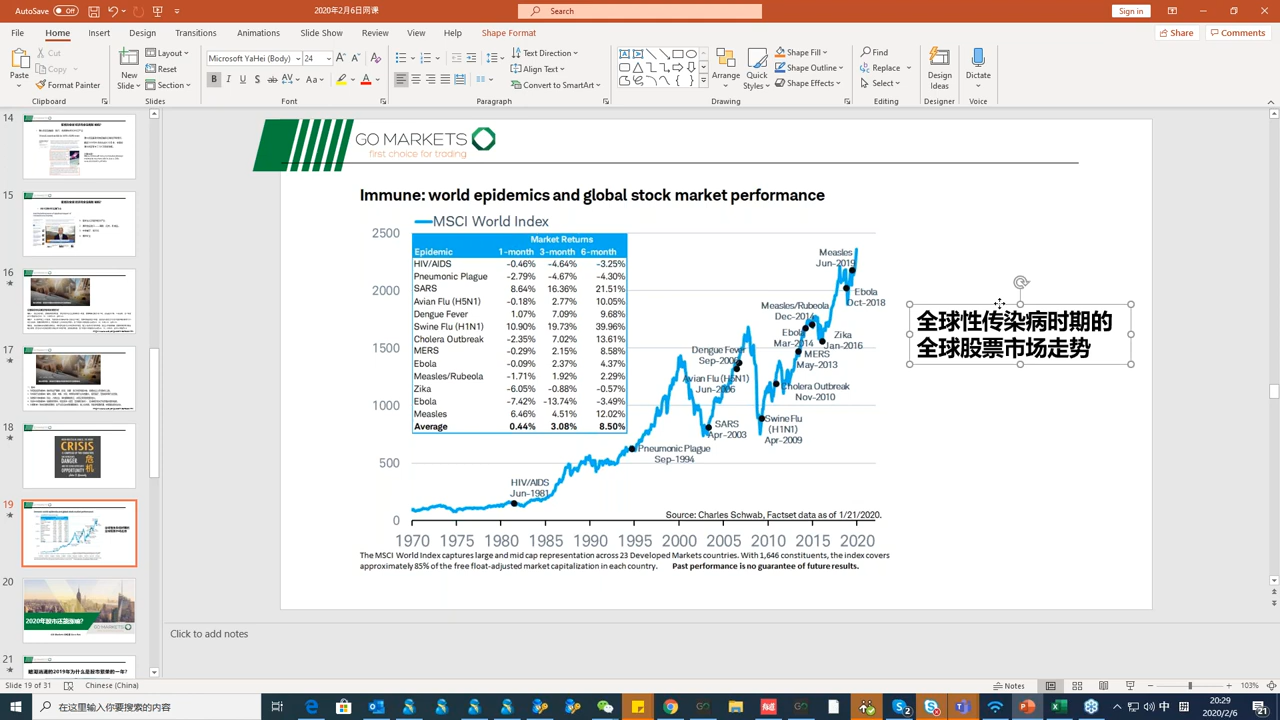 AutoSave Off
2020年2月6日网课
Search
Sign in
File Home Insert Design Transitions Animations Slide Show Review View Help Shape Format
Share Comments
Paste Cut Copy Format Painter
New Slide Layout Reset Section
Microsoft YaHei (Body) 24
Text Direction
Align Text
Convert to SmartArt
Arrange Quick Styles
Shape Fill
Shape Outline
Shape Effects
Find
Replace
Select
Design Ideas
Dictate
Clipboard Slides Font Paragraph Drawing Editing Designer Voice
14
15
16
17
18
CRISIS
DANGER
OPPORTUNITY
危机
19
20
21
GO MARKETS
first choice for trading
Immune: world epidemics and global stock market performance
MSCI World Index
Market Returns
Epidemic 1-month 3-month 6-month
HIV/AIDS -0.46% -4.64% -3.25%
Pneumonic Plague -2.79% -4.67% -4.30%
SARS 8.64% 16.36% 21.51%
Avian Flu (H5N1) -0.18% 2.77% 10.05%
Dengue Fever 1.07% 7.09% 9.68%
Swine Flu (H1N1) 10.90% 19.73% 39.96%
Cholera Outbreak -2.35% 7.02% 13.61%
MERS -0.29% 2.15% 8.58%
Ebola -0.09% 2.37% 4.37%
Measles/Rubeola -1.71% 1.92% 2.29%
Zika -6.05% -0.88% -0.57%
Ebola -7.42% -13.74% -3.49%
Measles 6.46% 4.51% 12.02%
Average 0.44% 3.08% 8.50%
2500
2000
1500
1000
500
0
HIV/AIDS
Jun-1981
Pneumonic Plague
Sep-1994
SARS
Apr-2003
Avian Flu (H5N1)
Jun-2006
Dengue Fever
Sep-2006
Swine Flu
(H1N1)
Apr-2009
Cholera Outbreak
Nov-2010
MERS
May-2013
Ebola
Mar-2014
Measles/Rubeola
Dec-2014
Zika
Jan-2016
Ebola
Oct-2018
Measles
Jun-2019
Source: Charles Schwab, Factset data as of 1/21/2020.
1970 1975 1980 1985 1990 1995 2000 2005 2010 2015 2020
The MSCI World Index captures large and mid cap representation across 23 Developed Markets countries. With 1,646 constituents, the index covers
approximately 85% of the free float-adjusted market capitalization in each country. Past performance is no guarantee of future results.
全球性传染病时期的
全球股票市场走势
Click to add notes
Slide 19 of 31 Chinese (China)
Notes
103%
在这里输入你要搜索的内容
20:29
2020/2/6